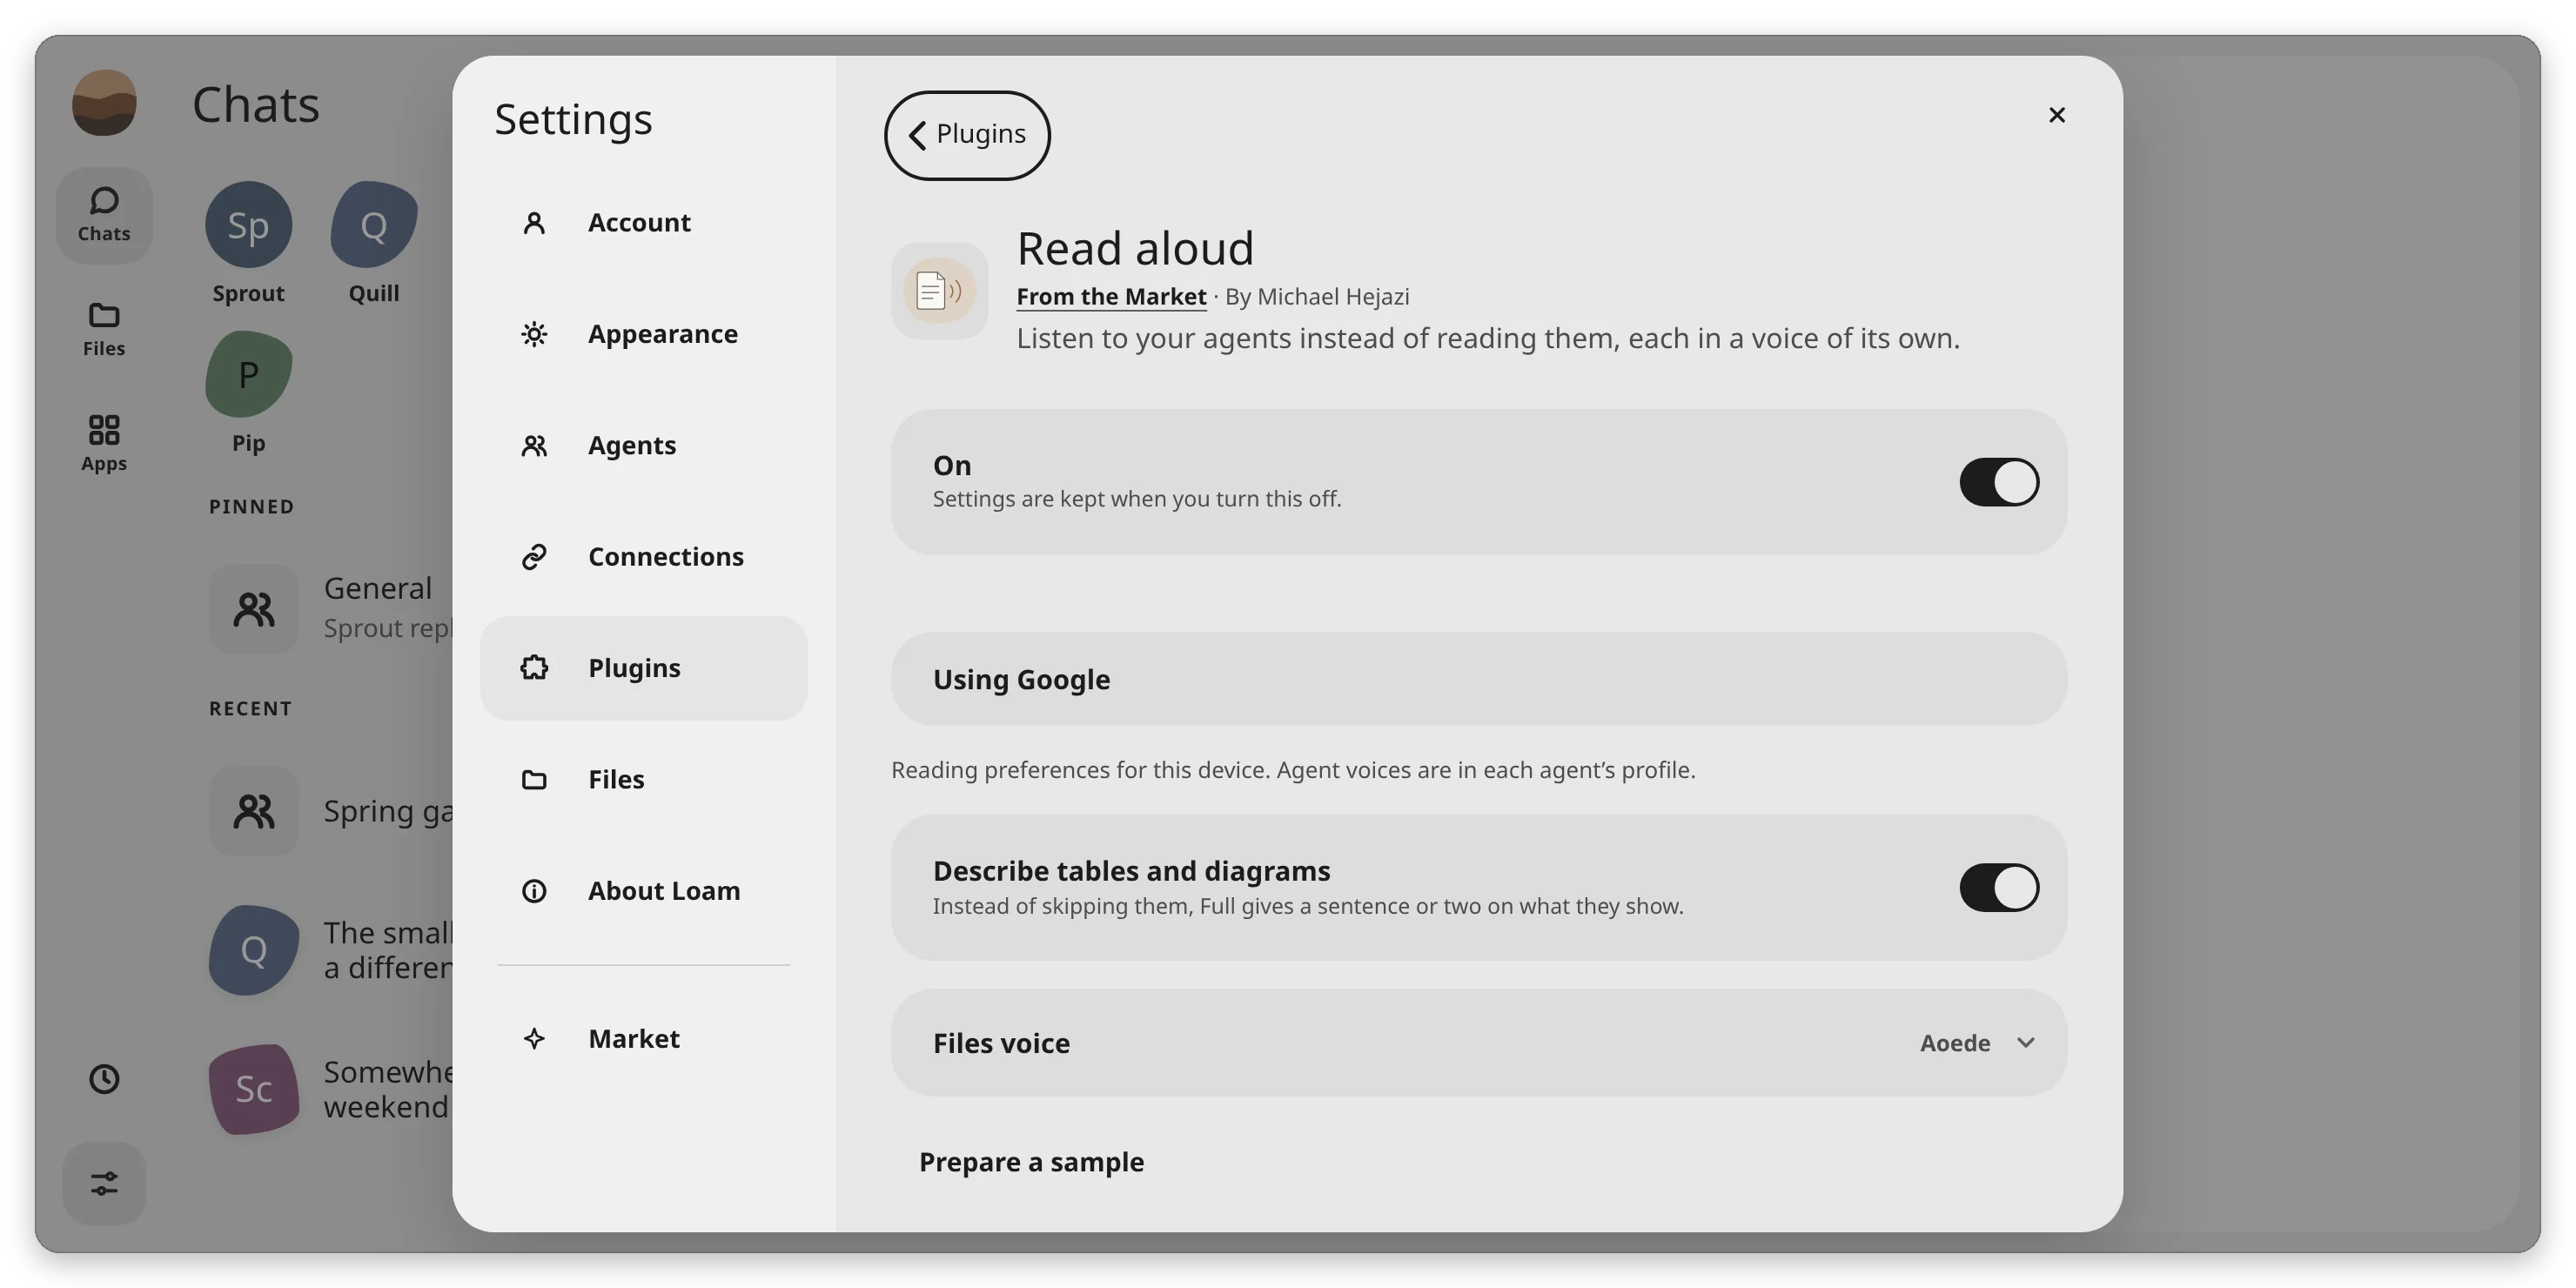 Chats
Chats
Files
Apps
Sp
Q
Sprout
Quill
P
Pip
PINNED
General
Sprout repl
RECENT
Spring ga
Q
The small
a differen
Sc
Somewhe
weekend
Settings
Account
Appearance
Agents
Connections
Plugins
Files
About Loam
Market
Plugins
Read aloud
From the Market · By Michael Hejazi
Listen to your agents instead of reading them, each in a voice of its own.
On
Settings are kept when you turn this off.
Using Google
Reading preferences for this device. Agent voices are in each agent’s profile.
Describe tables and diagrams
Instead of skipping them, Full gives a sentence or two on what they show.
Files voice
Aoede
Prepare a sample